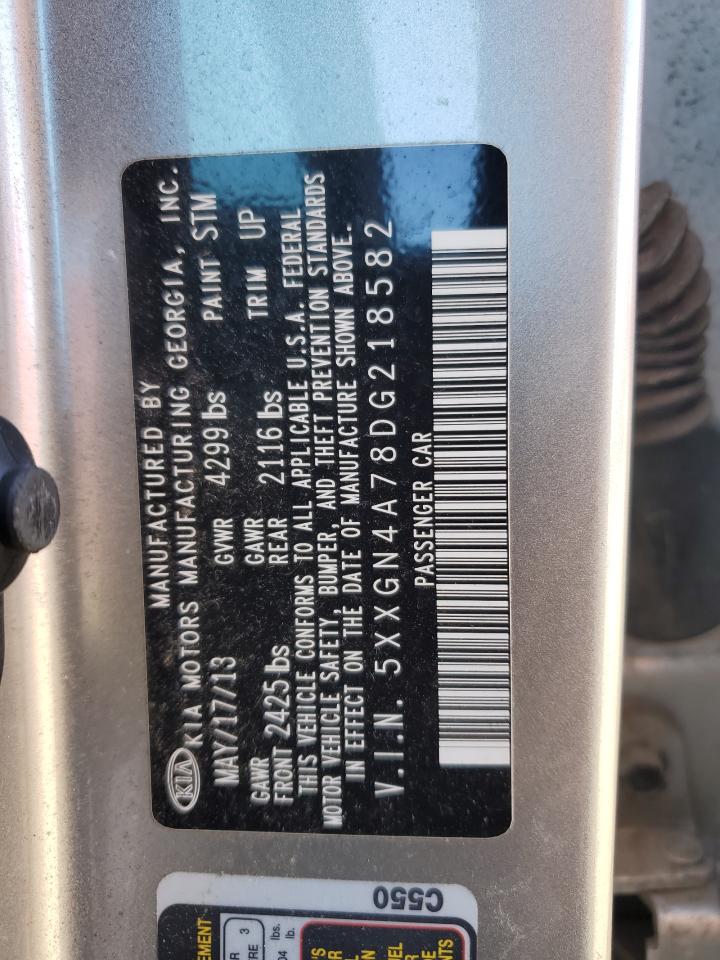 MANUFACTURED BY
KIA KIA MOTORS MANUFACTURING GEORGIA, INC.
MAY/17/13 GVWR 4299 lbs PAINT STM
GAWR FRONT 2425 lbs GAWR REAR 2116 lbs TRIM UP
THIS VEHICLE CONFORMS TO ALL APPLICABLE U.S.A. FEDERAL
MOTOR VEHICLE SAFETY, BUMPER, AND THEFT PREVENTION STANDARDS
IN EFFECT ON THE DATE OF MANUFACTURE SHOWN ABOVE.
V.I.N. 5XXGN4A78DG218582
PASSENGER CAR
C550